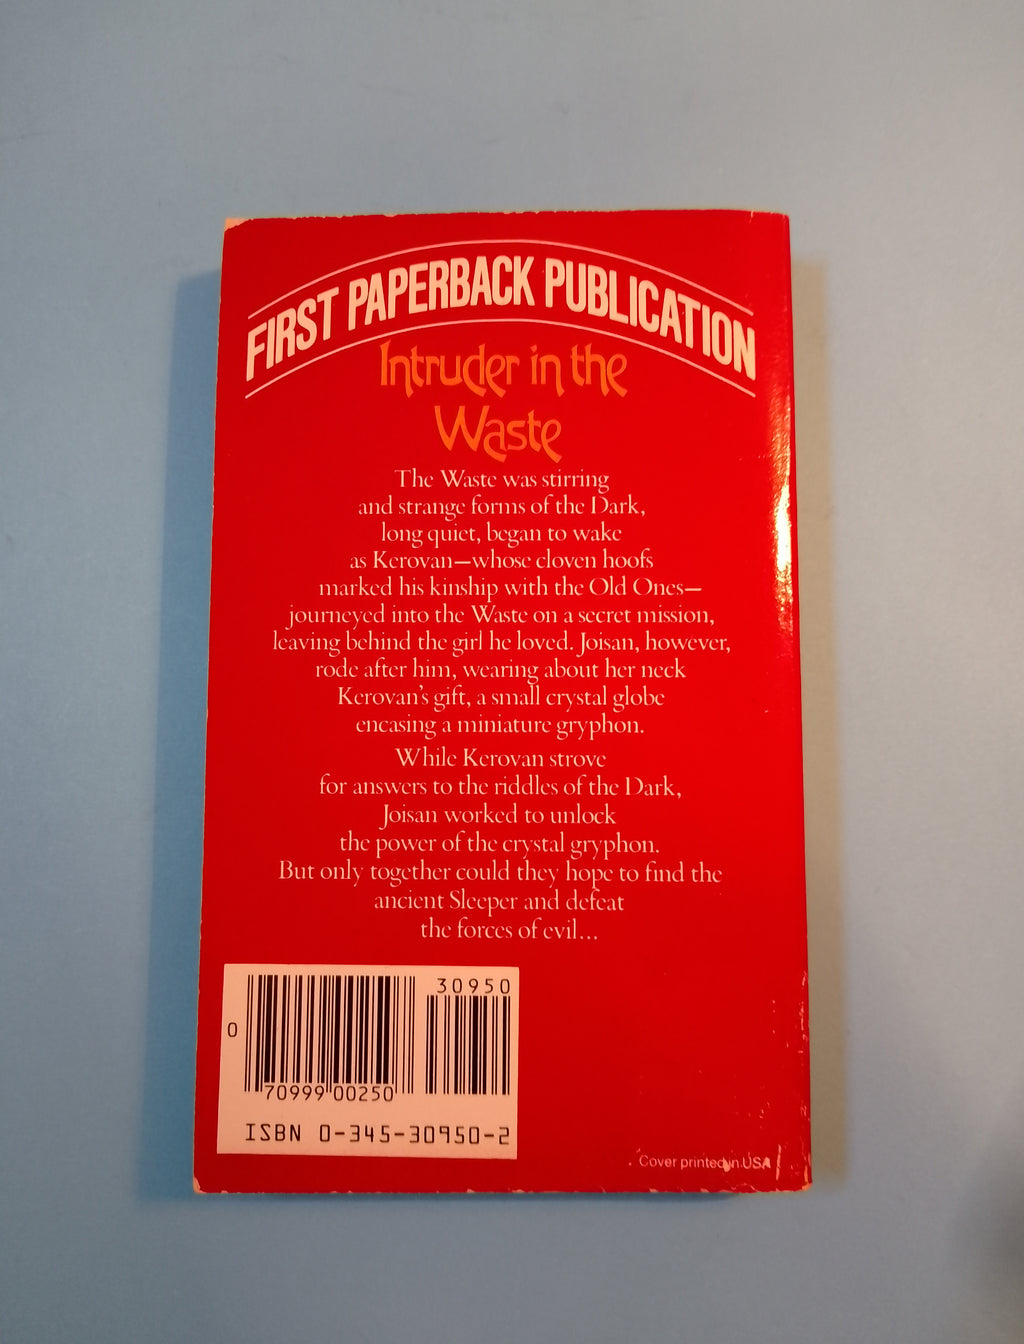 FIRST PAPERBACK PUBLICATION
Intruder in the
Waste
The Waste was stirring
and strange forms of the Dark,
long quiet, began to wake
as Kerovan—whose cloven hoofs
marked his kinship with the Old Ones—
journeyed into the Waste on a secret mission,
leaving behind the girl he loved. Joisan, however,
rode after him, wearing about her neck
Kerovan's gift, a small crystal globe
encasing a miniature gryphon.
While Kerovan strove
for answers to the riddles of the Dark,
Joisan worked to unlock
the power of the crystal gryphon.
But only together could they hope to find the
ancient Sleeper and defeat
the forces of evil...
30950
0
70999 00250
ISBN 0-345-30950-2
Cover printed in USA